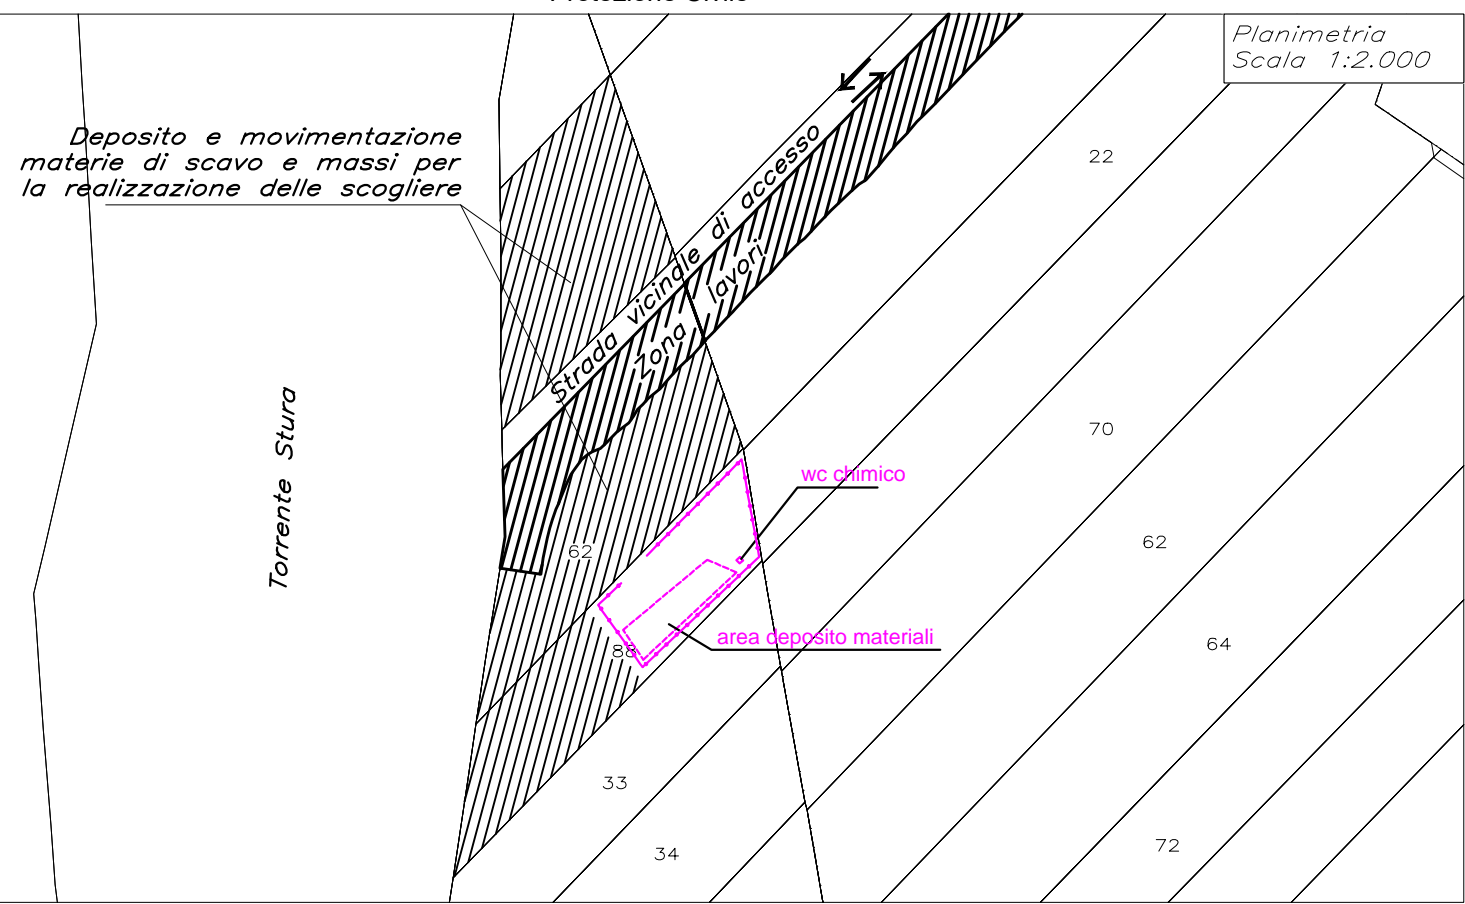 Planimetria
Scala 1:2.000
Deposito e movimentazione
materie di scavo e massi per
la realizzazione delle scogliere
Strada vicinale di accesso
Zona lavori
Torrente Stura
22
70
wc chimico
62
62
area deposito materiali
88
64
33
34
72